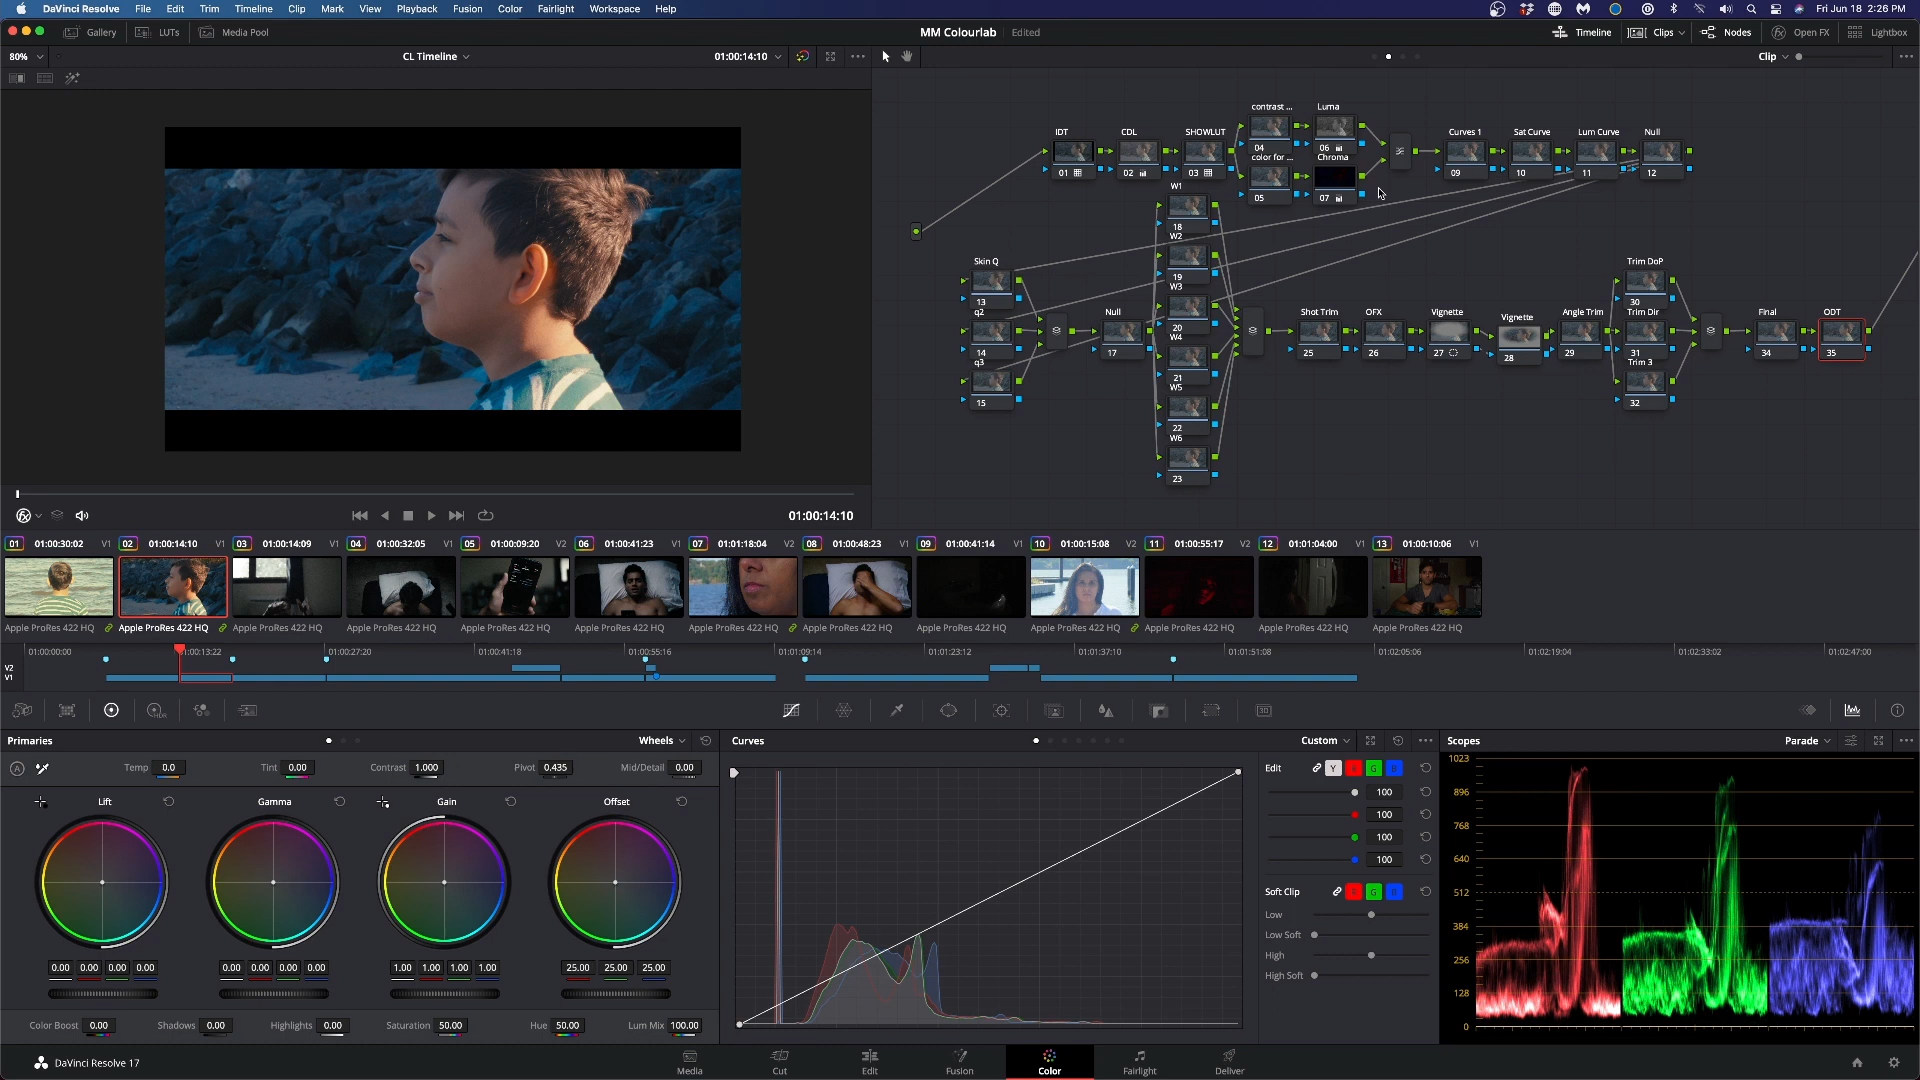 DaVinci Resolve File Edit Trim Timeline Clip Mark View Playback Fusion Color Fairlight Workspace Help Fri Jun 18 2:26 PM
Gallery LUTs Media Pool MM Colourlab Edited Timeline Clips Nodes Open FX Lightbox
80% CL Timeline 01:00:14:10 Clip
contrast ... Luma
IDT CDL SHOWLUT Curves 1 Sat Curve Lum Curve Null
04 06
color for ... Chroma
01 02 03 09 10 11 12
W1
05 07
18
W2
Skin Q Trim DoP
19
W3
13 30
q2 Null Shot Trim OFX Vignette Vignette Angle Trim Trim Dir Final ODT
20
W4
14 17 25 26 27 28 29 31 34 35
q3 Trim 3
21
W5
15 32
22
W6
23
01:00:14:10
01 01:00:30:02 V1 02 01:00:14:10 V1 03 01:00:14:09 V1 04 01:00:32:05 V1 05 01:00:09:20 V2 06 01:00:41:23 V1 07 01:01:18:04 V2 08 01:00:48:23 V1 09 01:00:41:14 V1 10 01:00:15:08 V2 11 01:00:55:17 V2 12 01:01:04:00 V1 13 01:00:10:06 V1
Apple ProRes 422 HQ Apple ProRes 422 HQ Apple ProRes 422 HQ Apple ProRes 422 HQ Apple ProRes 422 HQ Apple ProRes 422 HQ Apple ProRes 422 HQ Apple ProRes 422 HQ Apple ProRes 422 HQ Apple ProRes 422 HQ Apple ProRes 422 HQ Apple ProRes 422 HQ Apple ProRes 422 HQ
01:00:00:00 01:00:13:22 01:00:27:20 01:00:41:18 01:00:55:16 01:01:09:14 01:01:23:12 01:01:37:10 01:01:51:08 01:02:05:06 01:02:19:04 01:02:33:02 01:02:47:00
V2
V1
HDR 3D
Primaries Wheels Curves Custom Scopes Parade
A Temp 0.0 Tint 0.00 Contrast 1.000 Pivot 0.435 Mid/Detail 0.00
Lift Gamma Gain Offset
0.00 0.00 0.00 0.00 0.00 0.00 0.00 0.00 1.00 1.00 1.00 1.00 25.00 25.00 25.00
Color Boost 0.00 Shadows 0.00 Highlights 0.00 Saturation 50.00 Hue 50.00 Lum Mix 100.00
Edit Y R G B
100
100
100
100
Soft Clip R G B
Low
Low Soft
High
High Soft
1023
896
768
640
512
384
256
128
0
DaVinci Resolve 17 Media Cut Edit Fusion Color Fairlight Deliver